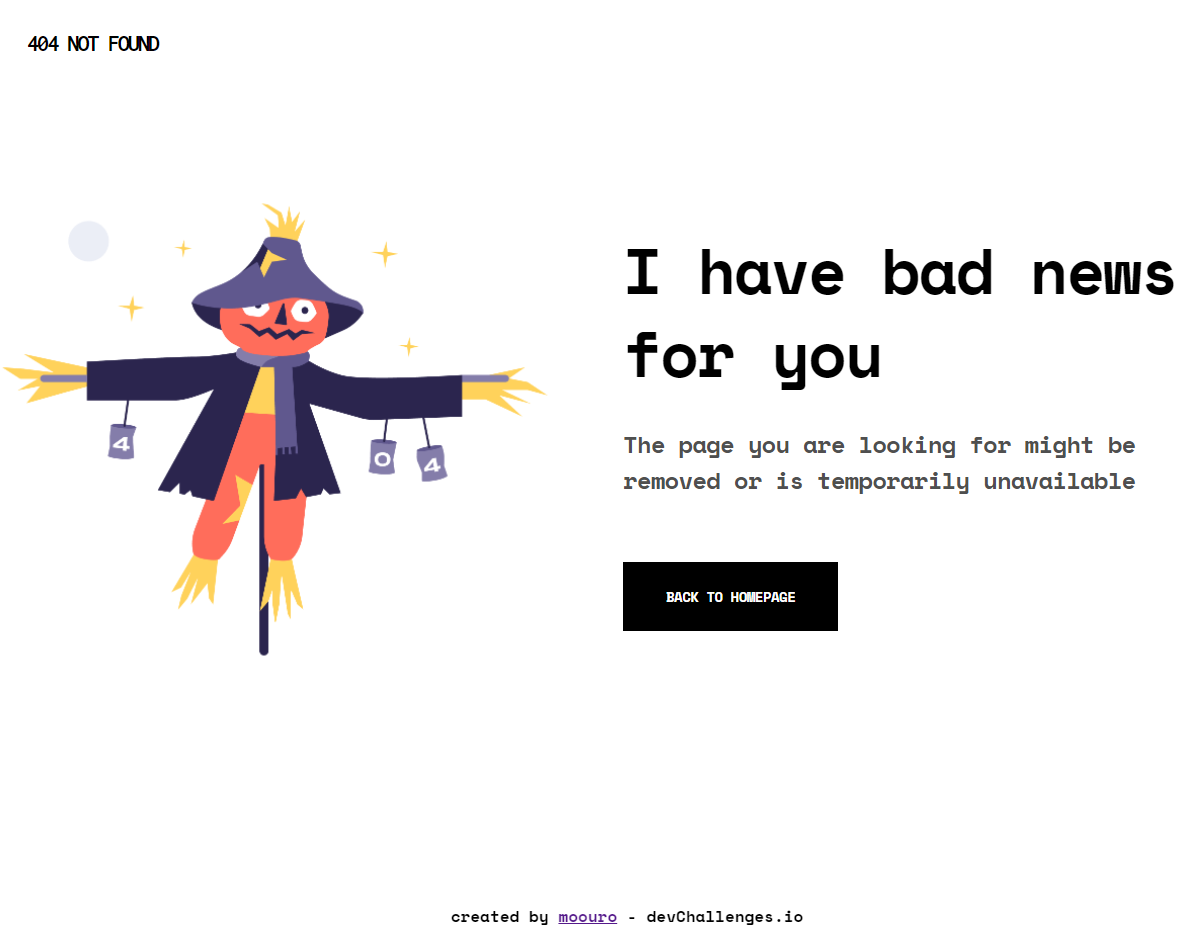 404 NOT FOUND
4
0
4
I have bad news
for you
The page you are looking for might be
removed or is temporarily unavailable
BACK TO HOMEPAGE
created by moouro - devChallenges.io